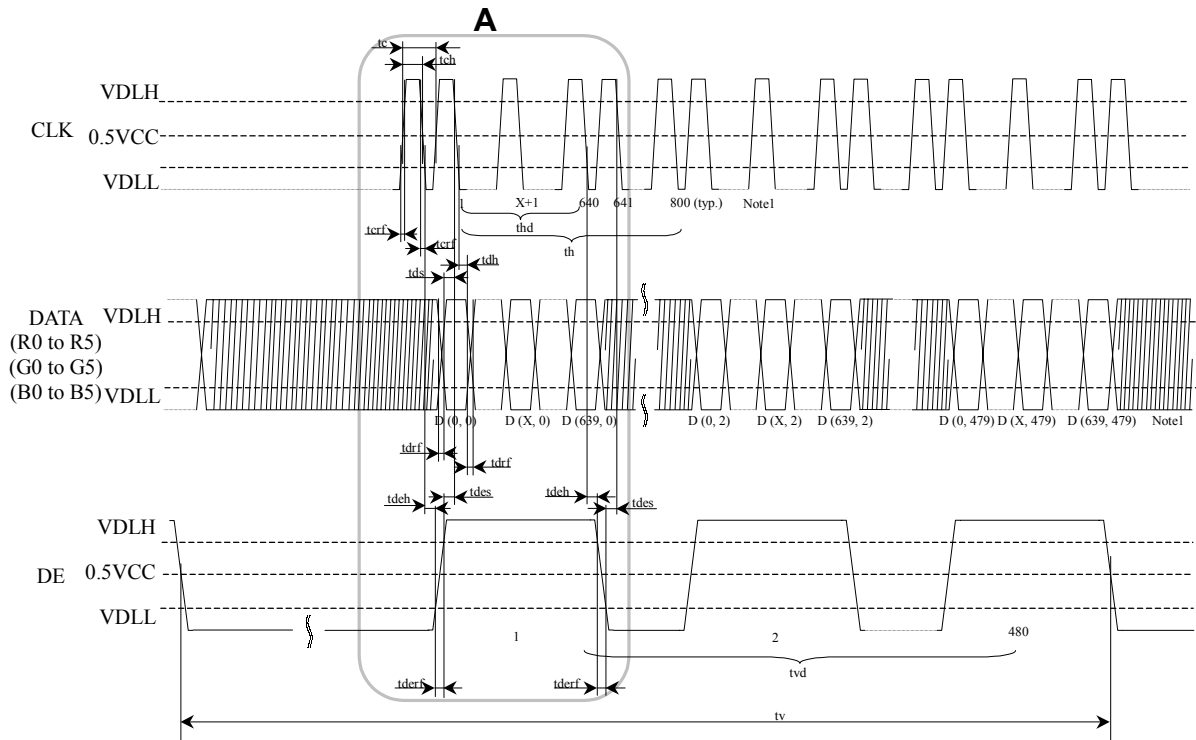 A
tc
tch
VDLH
CLK 0.5VCC
VDLL
1 X+1 640 641 800 (typ.) Note1
thd
th
tcrf
tcrf
tdh
tds
DATA
(R0 to R5)
(G0 to G5)
(B0 to B5)
VDLH
VDLL
D (0, 0) D (X, 0) D (639, 0) D (0, 2) D (X, 2) D (639, 2) D (0, 479) D (X, 479) D (639, 479) Note1
tdrf
tdrf
tdeh tdes tdeh tdes
VDLH
DE 0.5VCC
VDLL
1 2 480
tvd
tderf tderf
tv